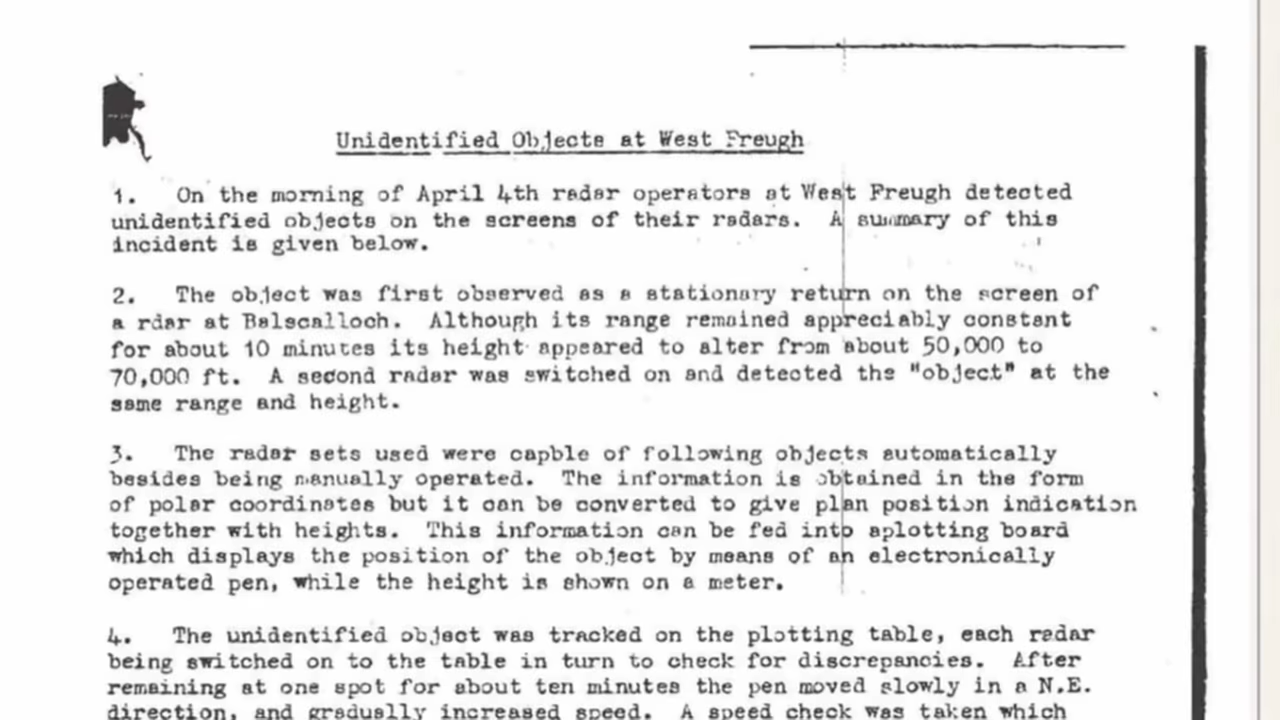 Unidentified Objects at West Freugh
1. On the morning of April 4th radar operators at West Freugh detected
unidentified objects on the screens of their radars. A summary of this
incident is given below.
2. The object was first observed as a stationary return on the screen of
a rdar at Balscalloch. Although its range remained appreciably constant
for about 10 minutes its height appeared to alter from about 50,000 to
70,000 ft. A second radar was switched on and detected the "object" at the
same range and height.
3. The radar sets used were capble of following objects automatically
besides being manually operated. The information is obtained in the form
of polar coordinates but it can be converted to give plan position indication
together with heights. This information can be fed into aplotting board
which displays the position of the object by means of an electronically
operated pen, while the height is shown on a meter.
4. The unidentified object was tracked on the plotting table, each radar
being switched on to the table in turn to check for discrepancies. After
remaining at one spot for about ten minutes the pen moved slowly in a N.E.
direction, and gradually increased speed. A speed check was taken which